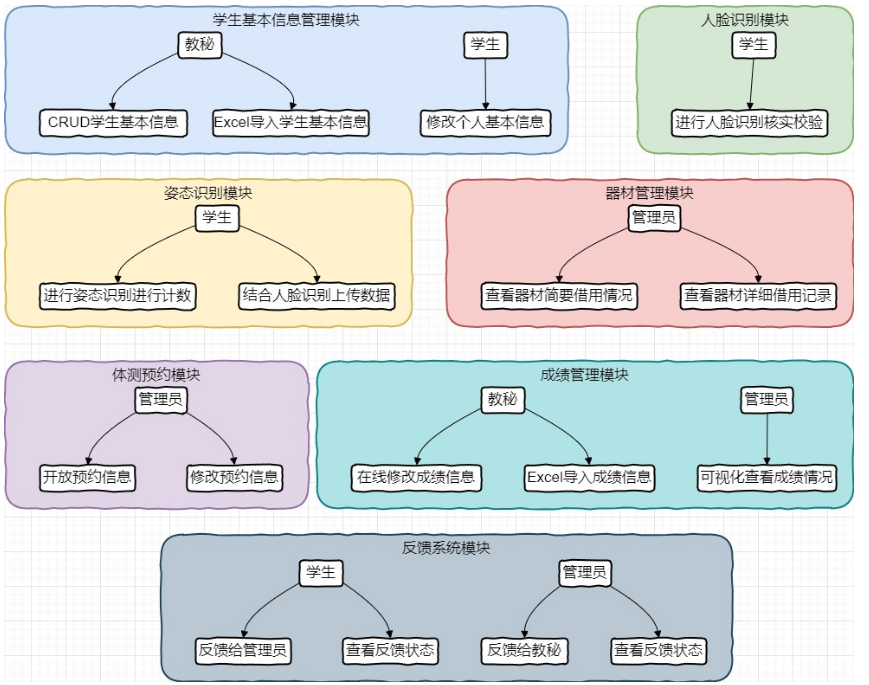 学生基本信息管理模块
教秘
学生
CRUD学生基本信息
Excel导入学生基本信息
修改个人基本信息
人脸识别模块
学生
进行人脸识别核实校验
姿态识别模块
学生
进行姿态识别进行计数
结合人脸识别上传数据
器材管理模块
管理员
查看器材简要借用情况
查看器材详细借用记录
体测预约模块
管理员
开放预约信息
修改预约信息
成绩管理模块
教秘
管理员
在线修改成绩信息
Excel导入成绩信息
可视化查看成绩情况
反馈系统模块
学生
管理员
反馈给管理员
查看反馈状态
反馈给教秘
查看反馈状态